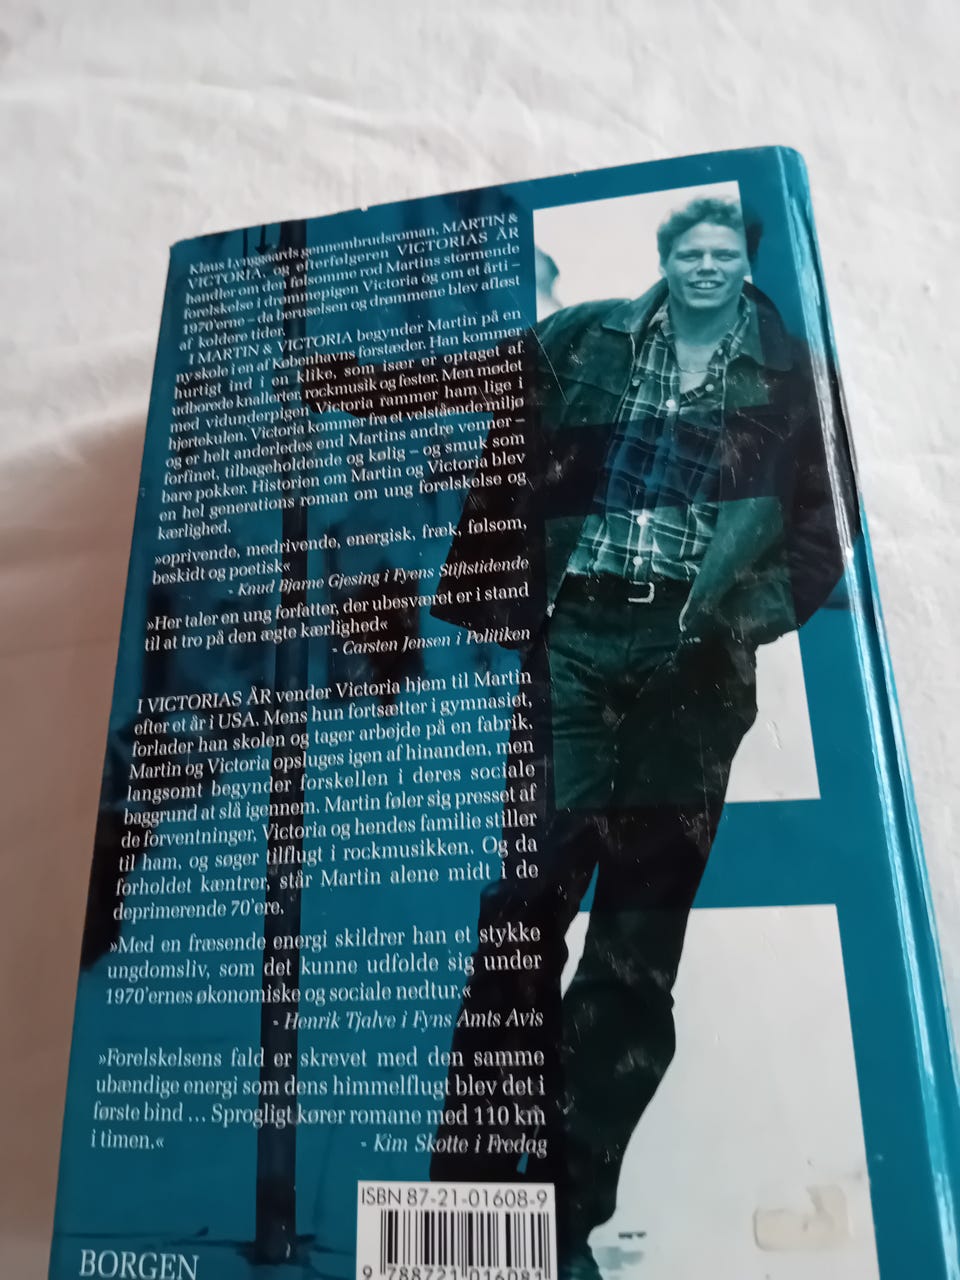 Klaus Lynggaards gennembrudsroman, MARTIN &
VICTORIA, og efterfølgeren VICTORIAS ÅR
handler om den følsomme rod Martins stormende
forelskelse i drømmepigen Victoria og om et årti –
1970'erne – da beruselsen og drømmene blev afløst
af koldere tider.
I MARTIN & VICTORIA begynder Martin på en
ny skole i en af Københavns forstæder. Han kommer
hurtigt ind i en klike, som især er optaget af
udborede knallerter, rockmusik og fester. Men mødet
med vidunderpigen Victoria rammer ham lige i
hjertekulen. Victoria kommer fra et velstående miljø
og er helt anderledes end Martins andre venner –
forfinet, tilbageholdende og kølig – og smuk som
bare pokker. Historien om Martin og Victoria blev
en hel generations roman om ung forelskelse og
kærlighed.
»oprivende, medrivende, energisk, fræk, følsom,
beskidt og poetisk«
- Knud Bjarne Gjesing i Fyens Stiftstidende
»Her taler en ung forfatter, der ubesværet er i stand
til at tro på den ægte kærlighed«
- Carsten Jensen i Politiken
I VICTORIAS ÅR vender Victoria hjem til Martin
efter et år i USA. Mens hun fortsætter i gymnasiet,
forlader han skolen og tager arbejde på en fabrik.
Martin og Victoria opsluges igen af hinanden, men
langsomt begynder forskellen i deres sociale
baggrund at slå igennem. Martin føler sig presset af
de forventninger, Victoria og hendes familie stiller
til ham, og søger tilflugt i rockmusikken. Og da
forholdet kæntrer, står Martin alene midt i de
deprimerende 70'ere.
»Med en fræsende energi skildrer han et stykke
ungdomsliv, som det kunne udfolde sig under
1970'ernes økonomiske og sociale nedtur.«
- Henrik Tjalve i Fyns Amts Avis
»Forelskelsens fald er skrevet med den samme
ubændige energi som dens himmelflugt blev det i
første bind ... Sprogligt kører romane med 110 km
i timen.«
- Kim Skotte i Fredag
ISBN 87-21-01608-9
9 788721 016081
BORGEN